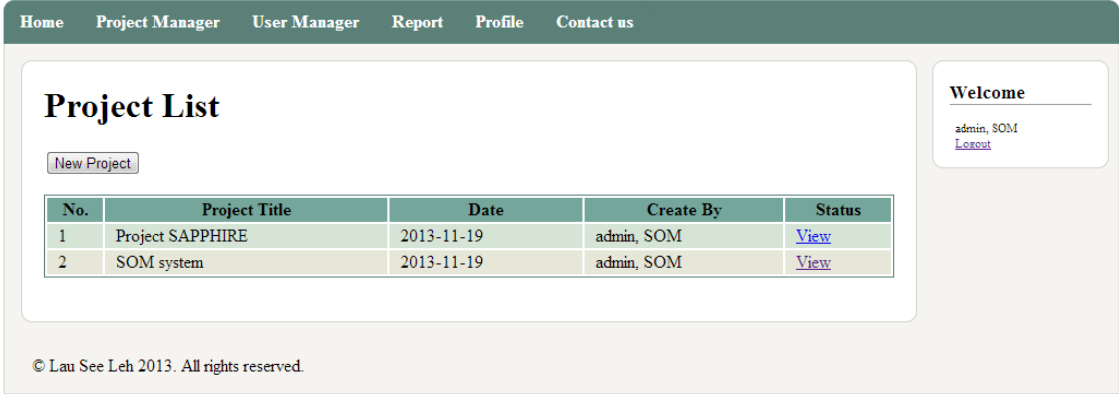 Home Project Manager User Manager Report Profile Contact us
Project List
New Project
No. Project Title Date Create By Status
1 Project SAPPHIRE 2013-11-19 admin, SOM View
2 SOM system 2013-11-19 admin, SOM View
Welcome
admin, SOM
Logout
© Lau See Leh 2013. All rights reserved.